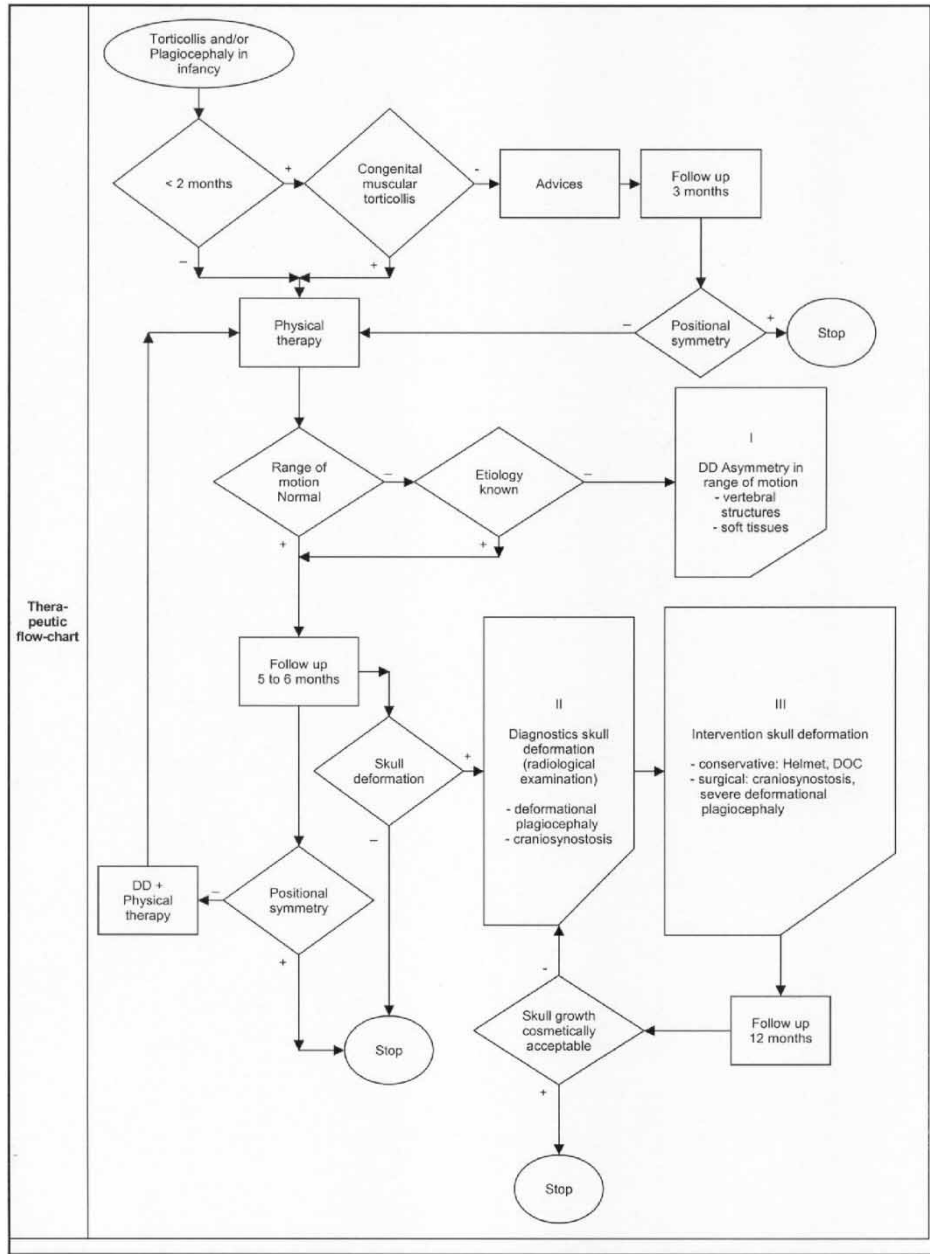 Torticollis and/or
Plagiocephaly in
infancy
< 2 months
+
Congenital
muscular
torticollis
-
Advices
Follow up
3 months
–
+
Physical
therapy
–
Positional
symmetry
+
Stop
Range of
motion
Normal
–
Etiology
known
–
I
DD Asymmetry in
range of motion
- vertebral
structures
- soft tissues
+
+
Thera-
peutic
flow-chart
Follow up
5 to 6 months
Skull
deformation
+
–
II
Diagnostics skull
deformation
(radiological
examination)
- deformational
plagiocephaly
- craniosynostosis
III
Intervention skull deformation
- conservative: Helmet, DOC
- surgical: craniosynostosis,
severe deformational
plagiocephaly
DD +
Physical
therapy
–
Positional
symmetry
+
Stop
-
Skull growth
cosmetically
acceptable
+
Follow up
12 months
Stop